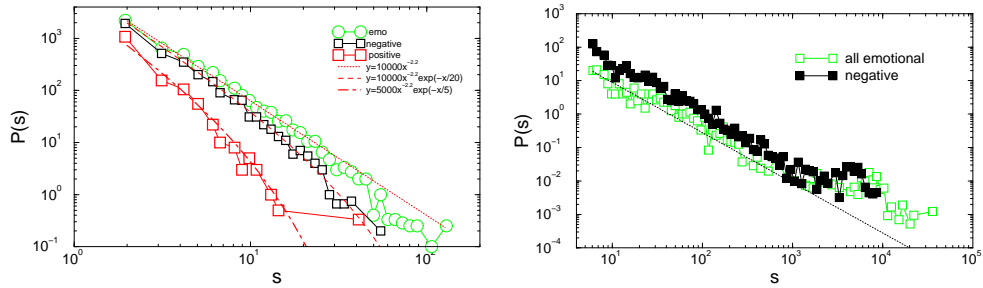 10³
10²
10¹
10⁰
10⁻¹
P(s)
10⁰
10¹
10²
s
emo
negative
positive
y=10000x⁻²·²
y=10000x⁻²·²exp(−x/20)
y=5000x⁻²·²exp(−x/5)
10³
10²
10¹
10⁰
10⁻¹
10⁻²
10⁻³
10⁻⁴
P(s)
10¹
10²
10³
10⁴
10⁵
s
all emotional
negative